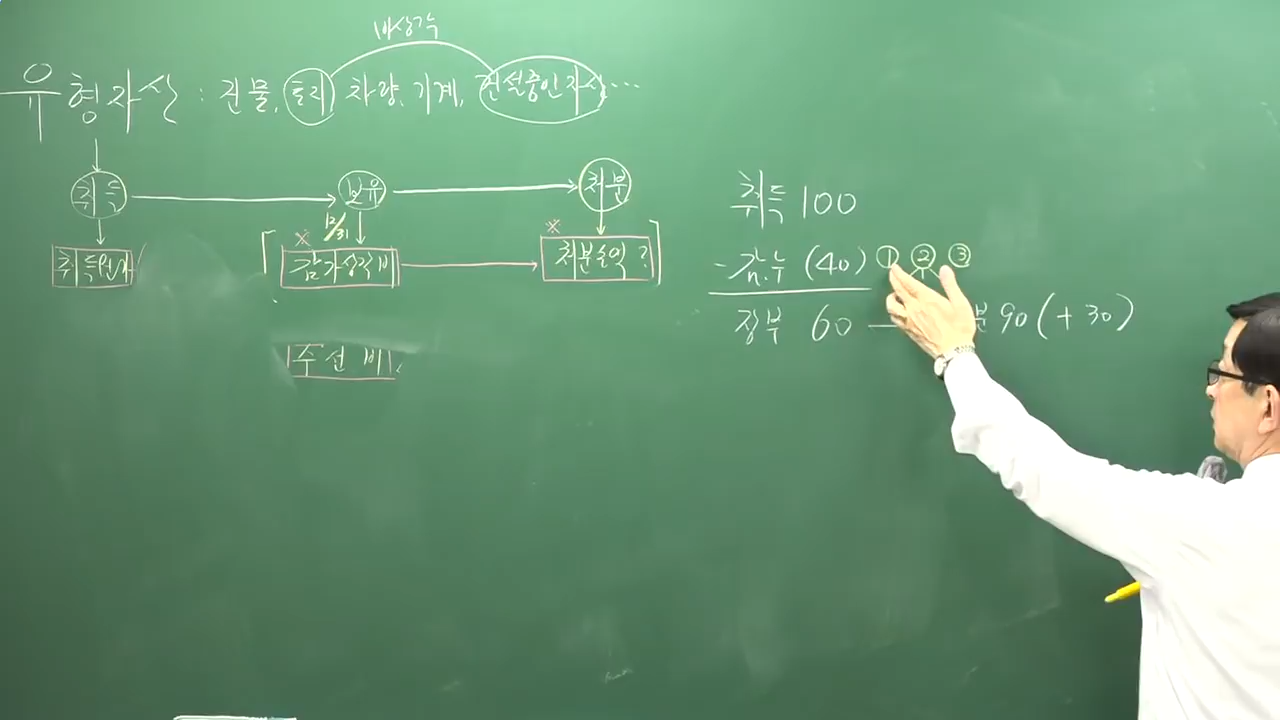 비상각
유형자산 : 건물, 토지, 차량, 기계, 건설중인자산…
취득 → 보유 → 처분
12/31
취득원가
※ 감가상각비
※ 처분손익?
수선비
취득 100
- 감누 (40) ① ② ③
장부 60
분 90 (+ 30)